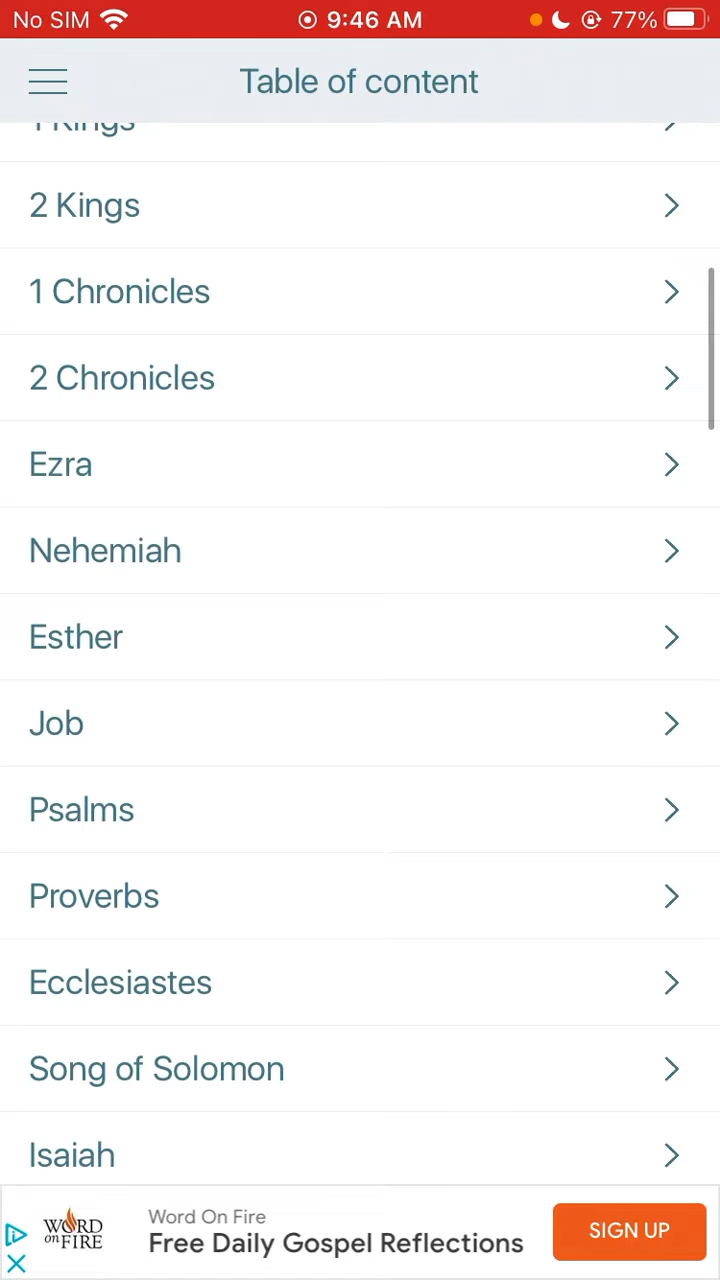 No SIM 9:46 AM 77%
Table of content
1 Kings
2 Kings
1 Chronicles
2 Chronicles
Ezra
Nehemiah
Esther
Job
Psalms
Proverbs
Ecclesiastes
Song of Solomon
Isaiah
WORD
on FIRE
Word On Fire
Free Daily Gospel Reflections
SIGN UP